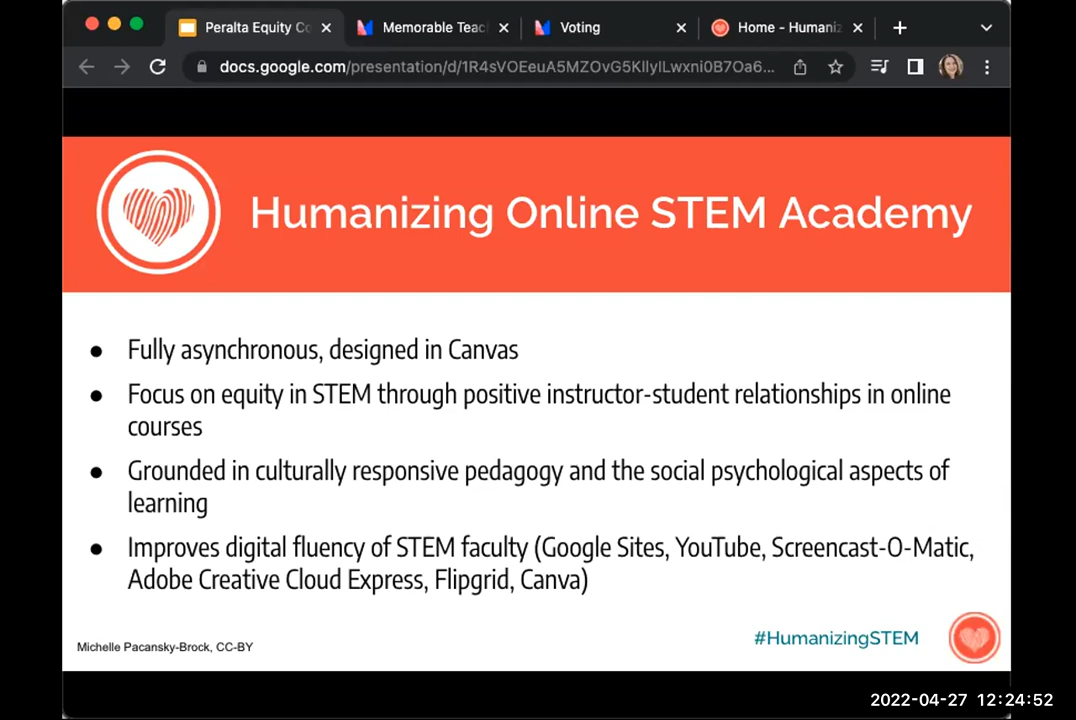 Peralta Equity Co
Memorable Teac
Voting
Home - Humaniz
docs.google.com/presentation/d/
Humanizing Online STEM Academy
● Fully asynchronous, designed in Canvas
● Focus on equity in STEM through positive instructor-student relationships in online
courses
● Grounded in culturally responsive pedagogy and the social psychological aspects of
learning
● Improves digital fluency of STEM faculty (Google Sites, YouTube, Screencast-O-Matic,
Adobe Creative Cloud Express, Flipgrid, Canva)
Michelle Pacansky-Brock, CC-BY
#HumanizingSTEM
2022-04-27 12:24:52